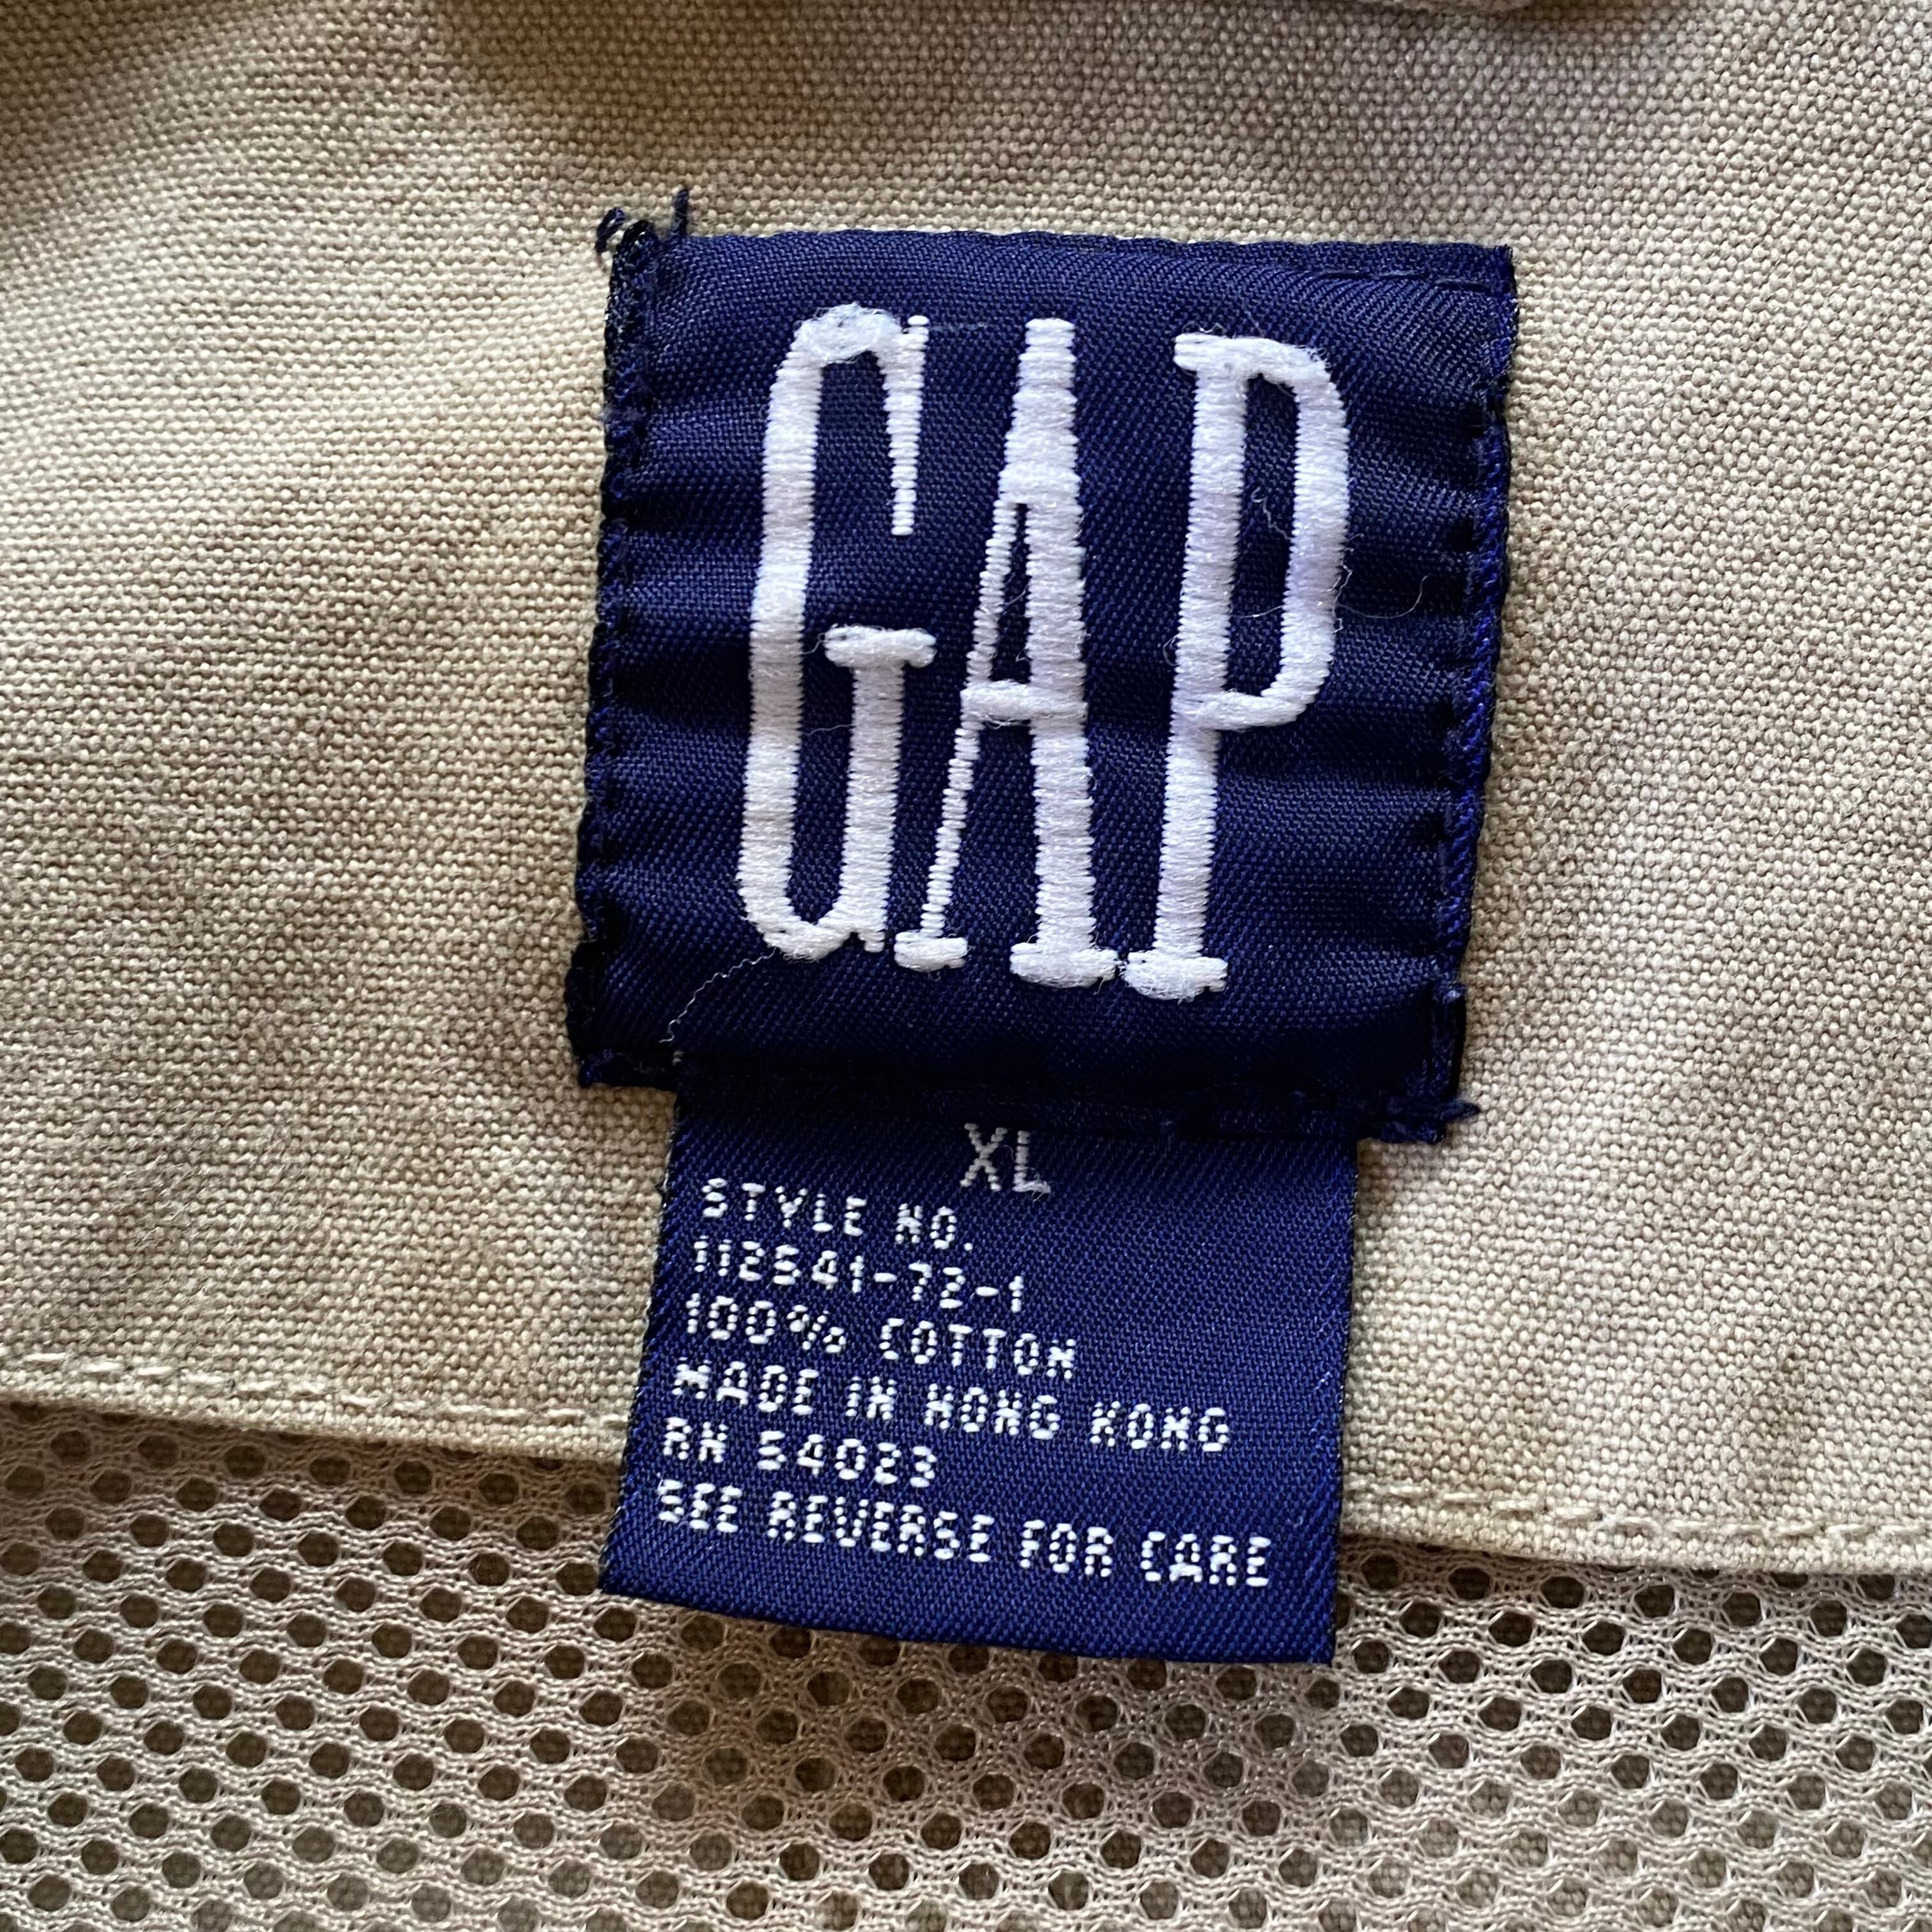 GAP
XL
STYLE NO.
112541-72-1
100% COTTON
MADE IN HONG KONG
RN 54023
SEE REVERSE FOR CARE